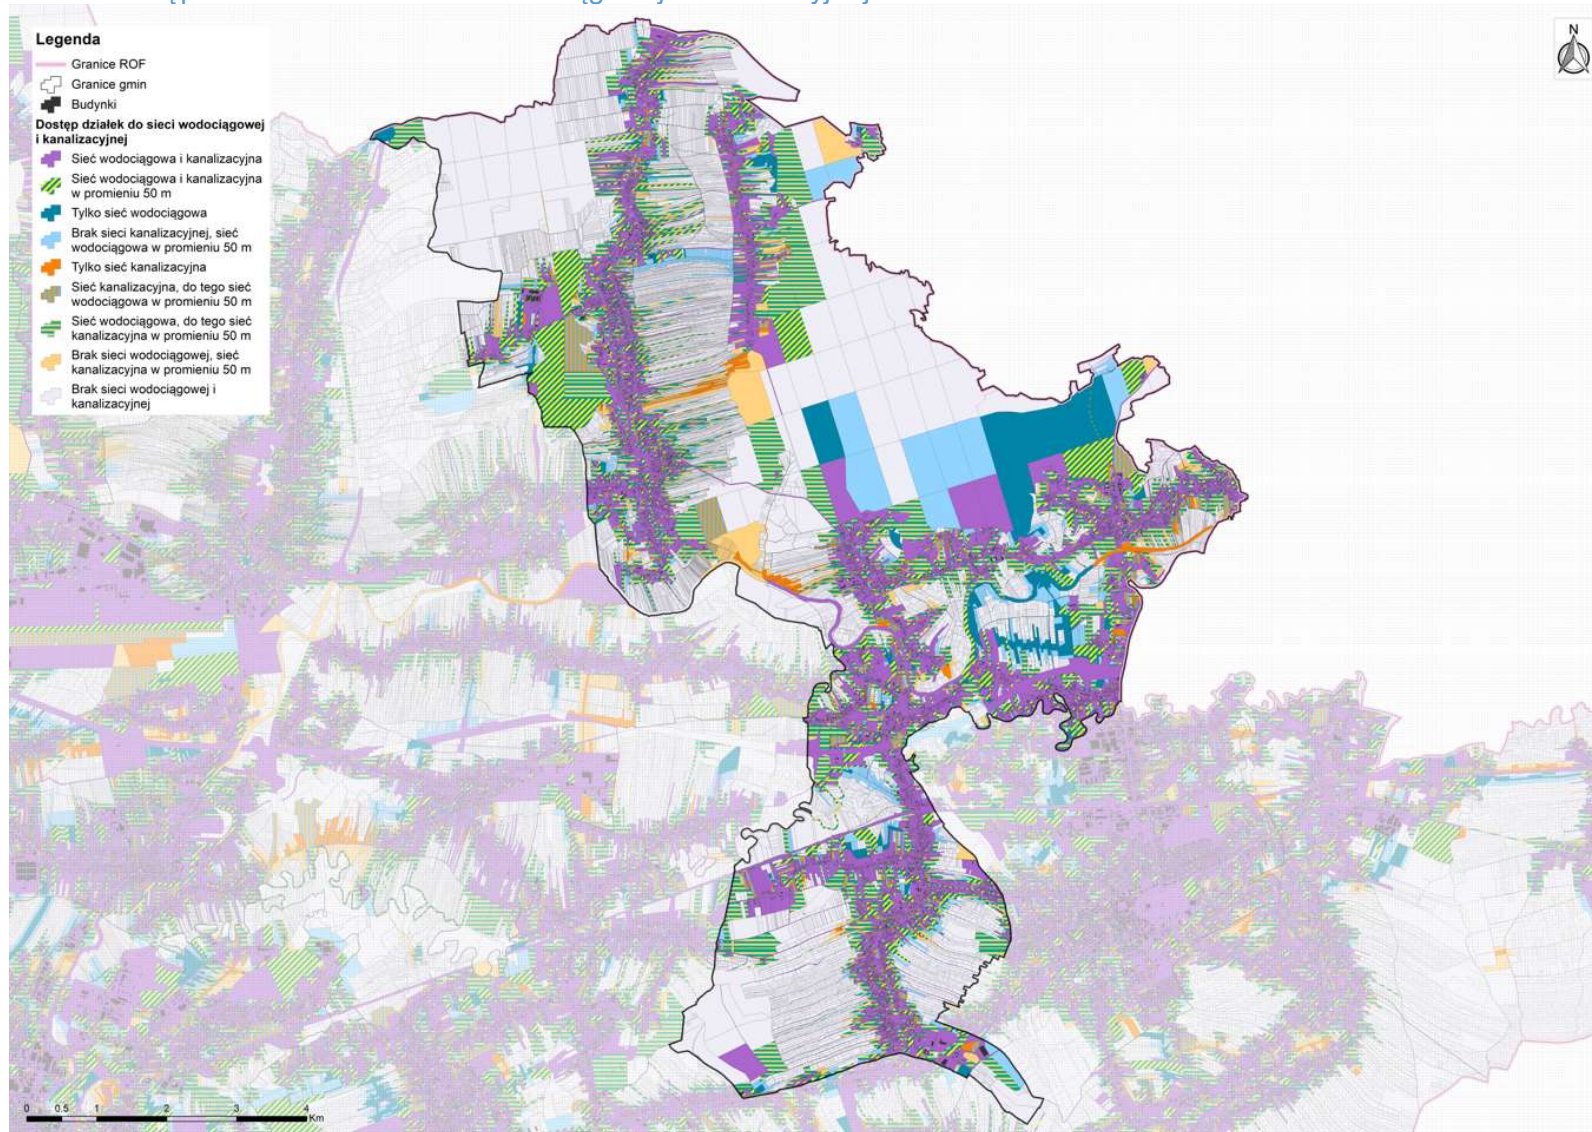 Legenda
Granice ROF
Granice gmin
Budynki
Dostęp działek do sieci wodociągowej
i kanalizacyjnej
Sieć wodociągowa i kanalizacyjna
Sieć wodociągowa i kanalizacyjna
w promieniu 50 m
Tylko sieć wodociągowa
Brak sieci kanalizacyjnej, sieć
wodociągowa w promieniu 50 m
Tylko sieć kanalizacyjna
Sieć kanalizacyjna, do tego sieć
wodociągowa w promieniu 50 m
Sieć wodociągowa, do tego sieć
kanalizacyjna w promieniu 50 m
Brak sieci wodociągowej, sieć
kanalizacyjna w promieniu 50 m
Brak sieci wodociągowej i
kanalizacyjnej
N
0 0.5 1 2 3 4
Km